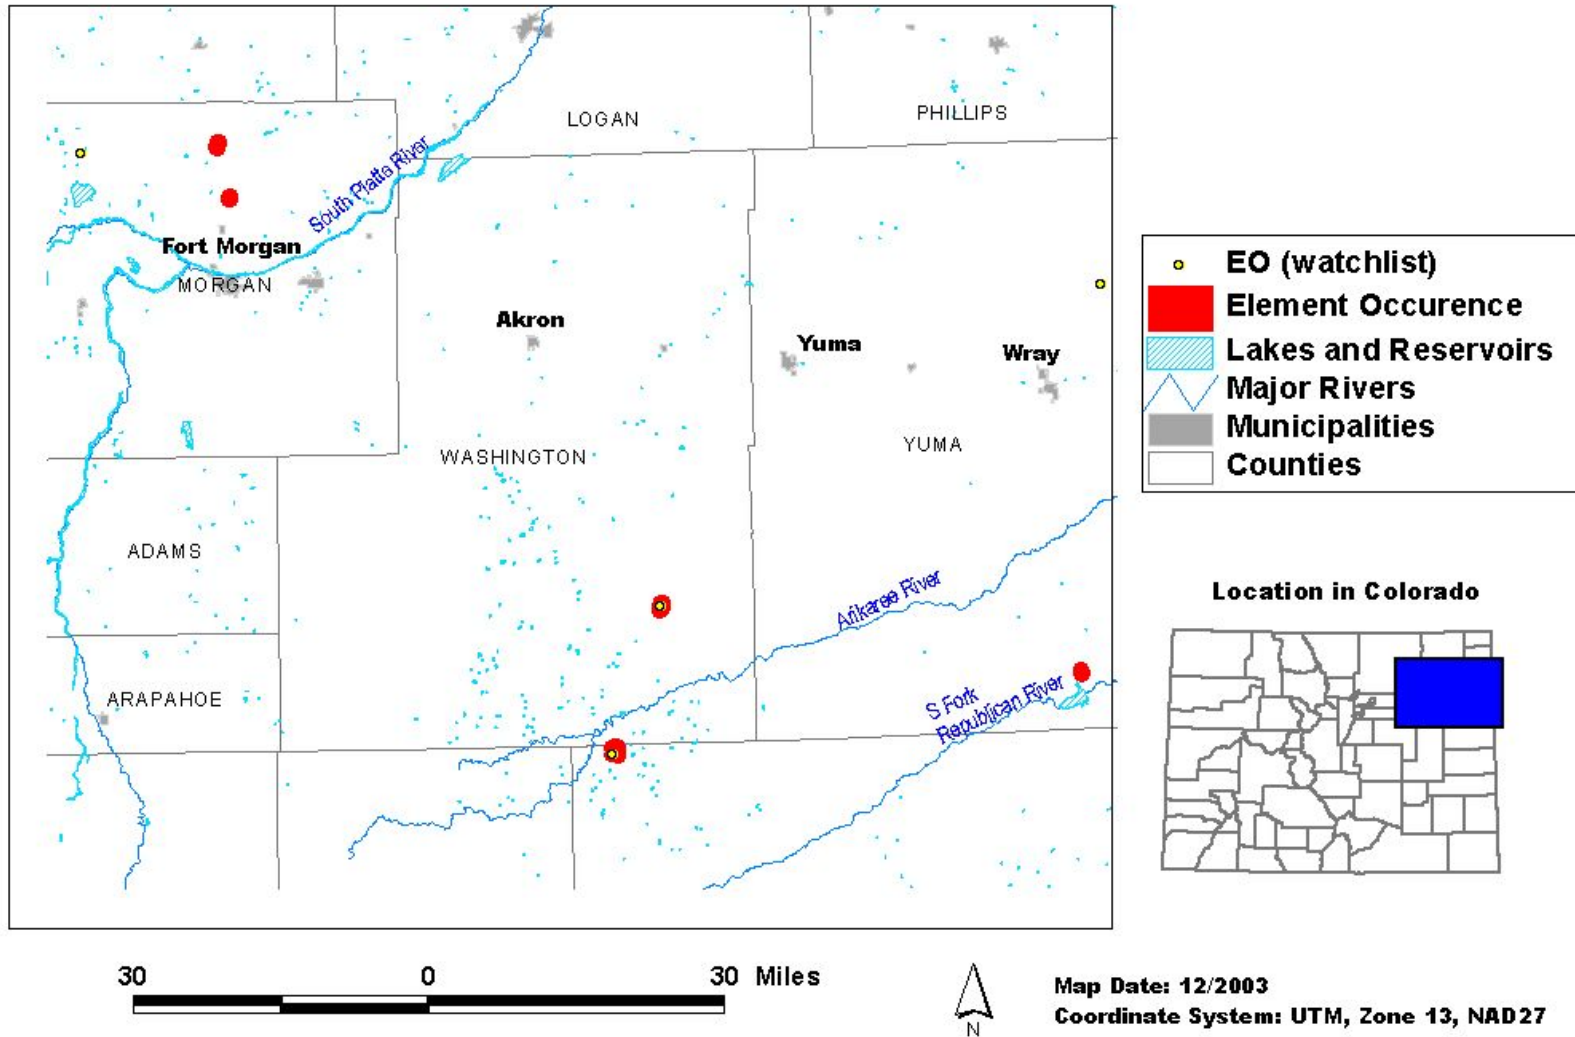 LOGAN
PHILLIPS
South Platte River
Fort Morgan
MORGAN
Akron
Yuma
Wray
WASHINGTON
YUMA
ADAMS
Arikaree River
ARAPAHOE
S Fork
Republican River
EO (watchlist)
Element Occurence
Lakes and Reservoirs
Major Rivers
Municipalities
Counties
Location in Colorado
30 0 30 Miles
N
Map Date: 12/2003
Coordinate System: UTM, Zone 13, NAD27